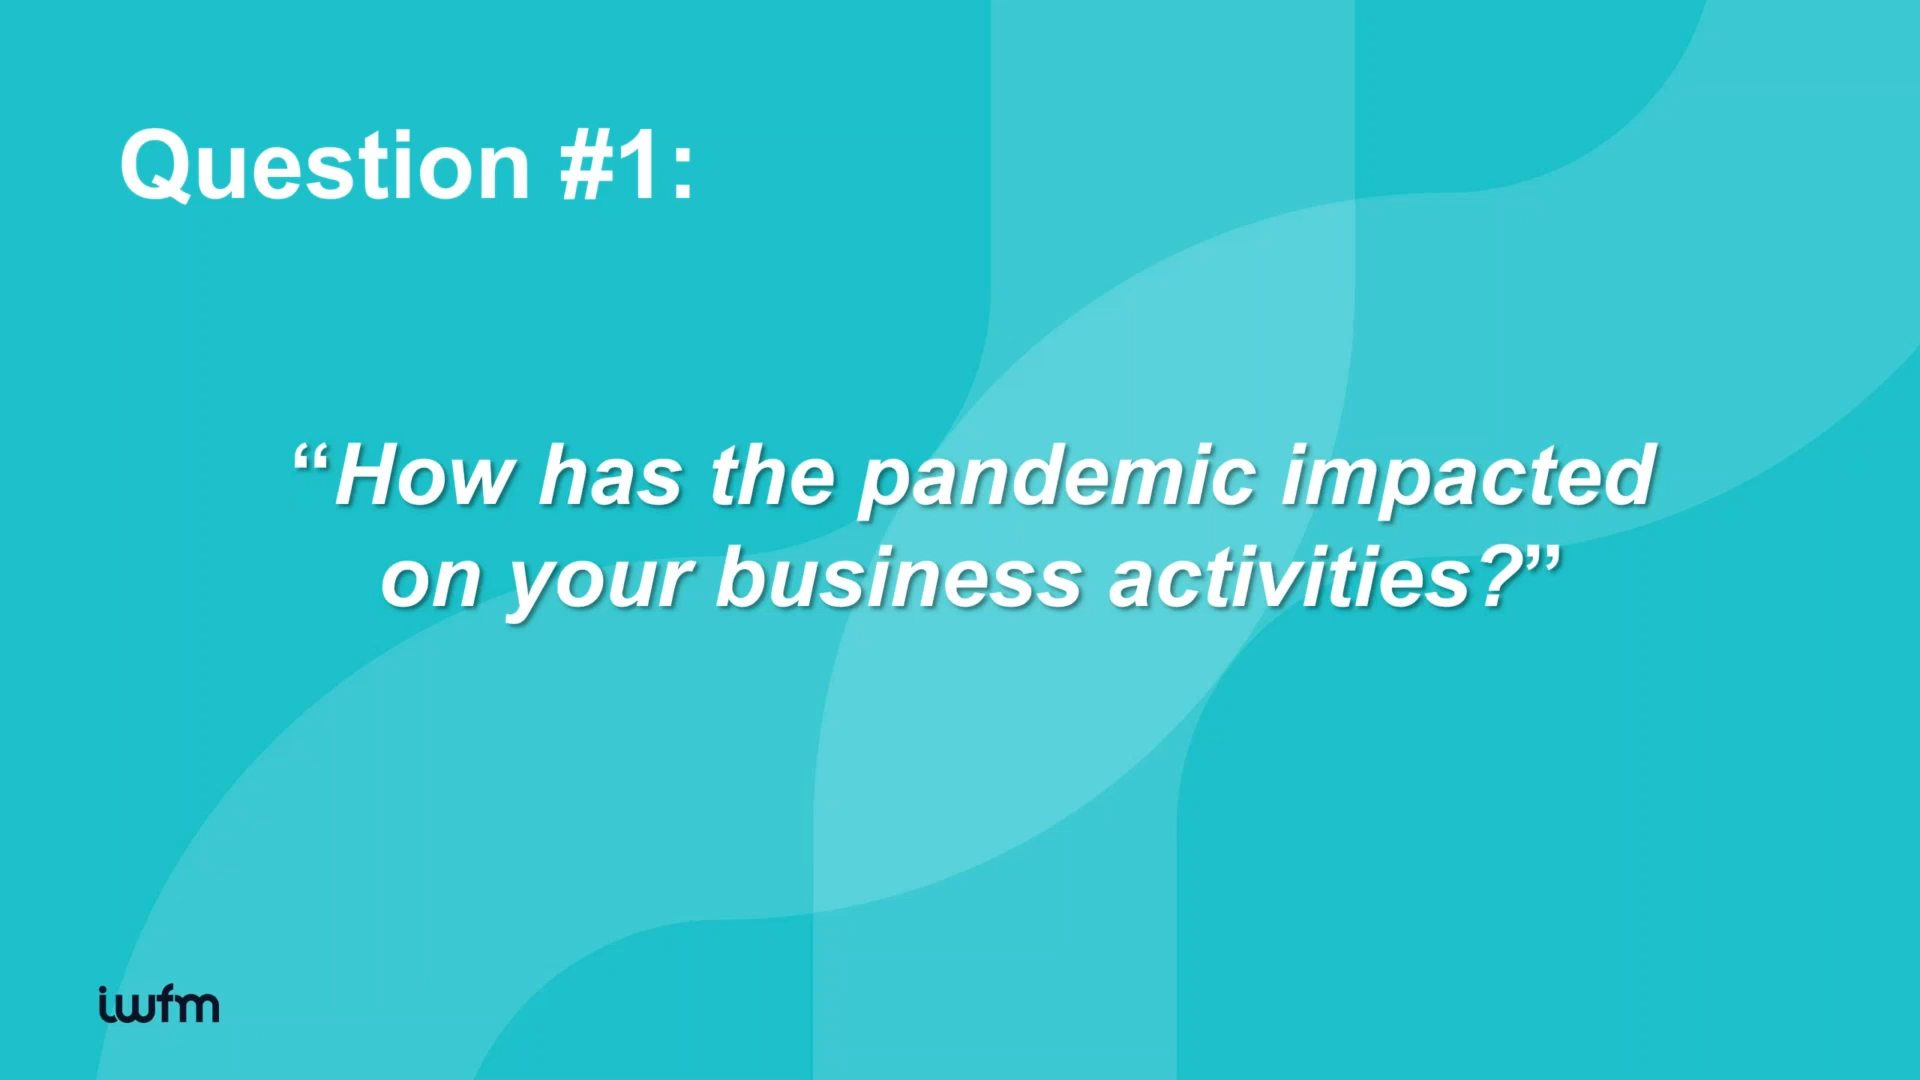 Question #1:
“How has the pandemic impacted
on your business activities?”
iwfm